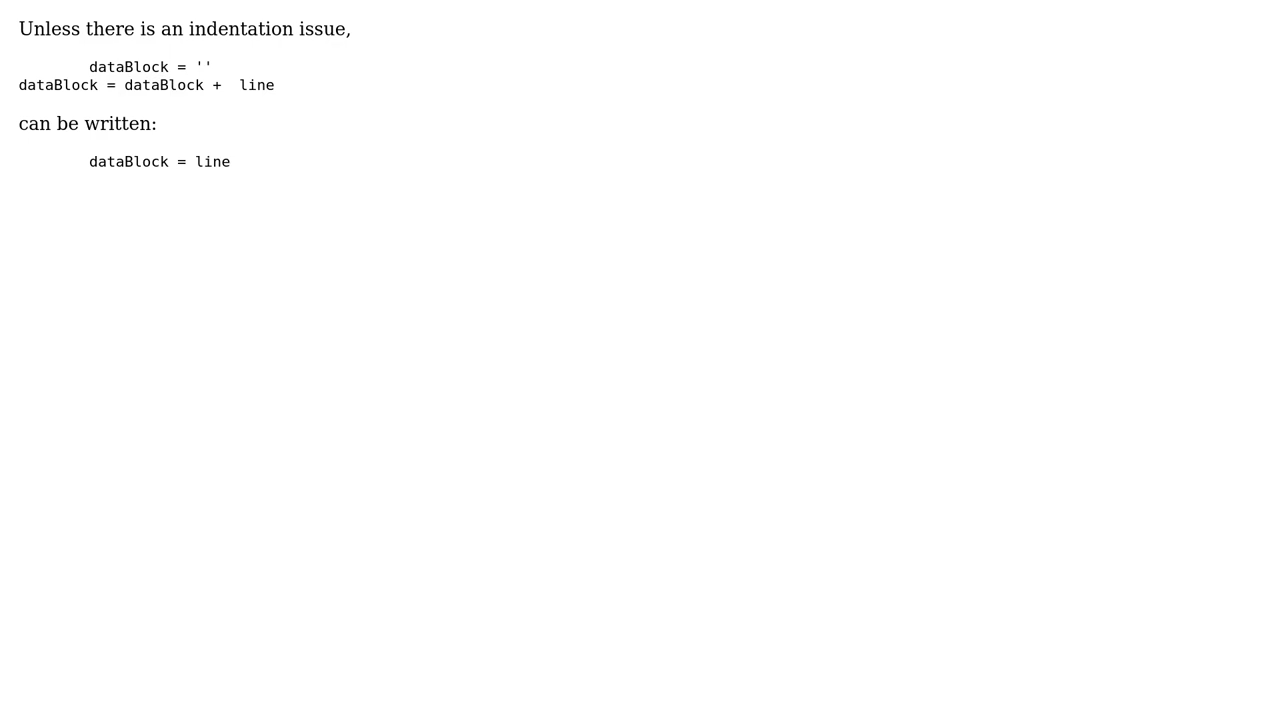 Unless there is an indentation issue,
        dataBlock = ''
dataBlock = dataBlock +  line
can be written:
        dataBlock = line